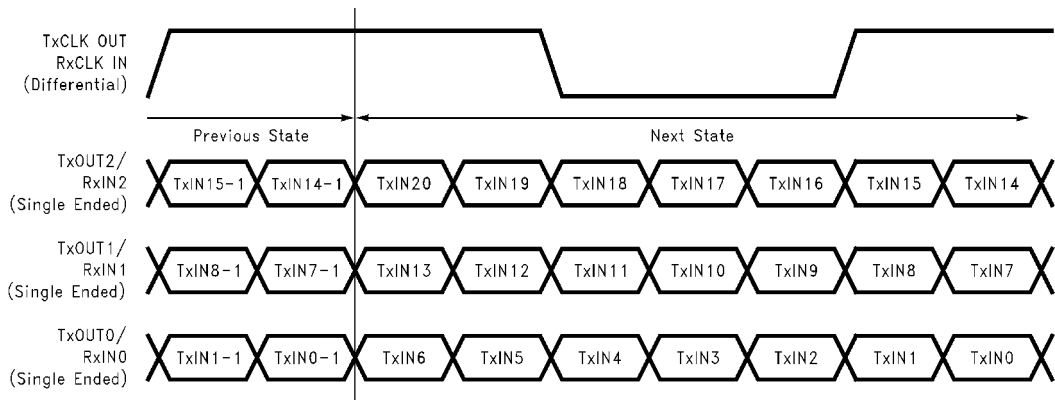 TxCLK OUT
RxCLK IN
(Differential)
Previous State
Next State
TxOUT2/
RxIN2
(Single Ended)
TxIN15-1 TxIN14-1 TxIN20 TxIN19 TxIN18 TxIN17 TxIN16 TxIN15 TxIN14
TxOUT1/
RxIN1
(Single Ended)
TxIN8-1 TxIN7-1 TxIN13 TxIN12 TxIN11 TxIN10 TxIN9 TxIN8 TxIN7
TxOUT0/
RxIN0
(Single Ended)
TxIN1-1 TxIN0-1 TxIN6 TxIN5 TxIN4 TxIN3 TxIN2 TxIN1 TxIN0